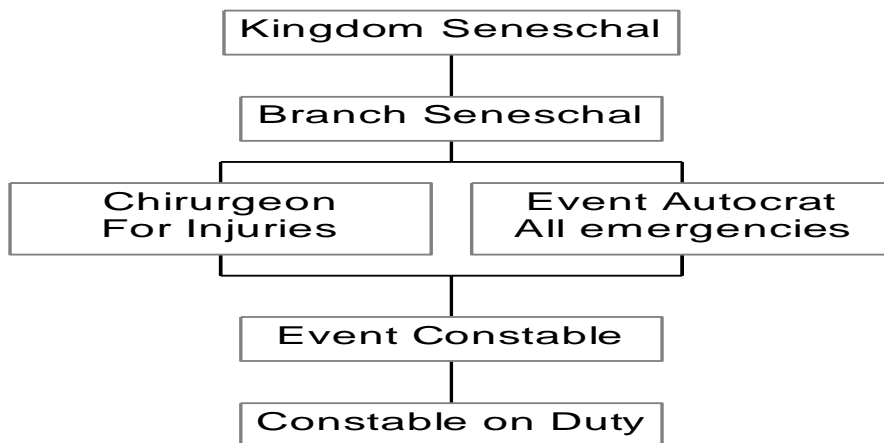 Kingdom Seneschal
Branch Seneschal
Chirurgeon
For Injuries
Event Autocrat
All emergencies
Event Constable
Constable on Duty